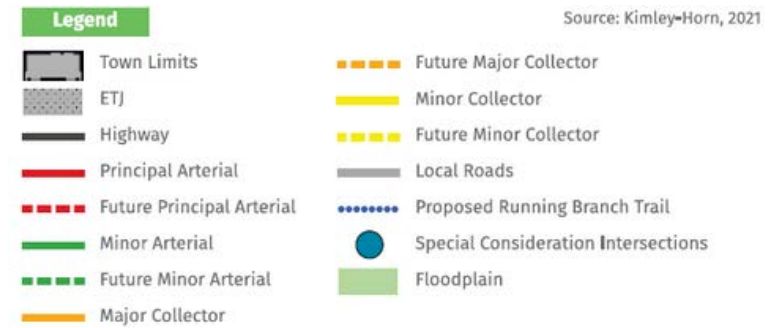 Legend
Source: Kimley-Horn, 2021
Town Limits
ETJ
Highway
Principal Arterial
Future Principal Arterial
Minor Arterial
Future Minor Arterial
Major Collector
Future Major Collector
Minor Collector
Future Minor Collector
Local Roads
Proposed Running Branch Trail
Special Consideration Intersections
Floodplain